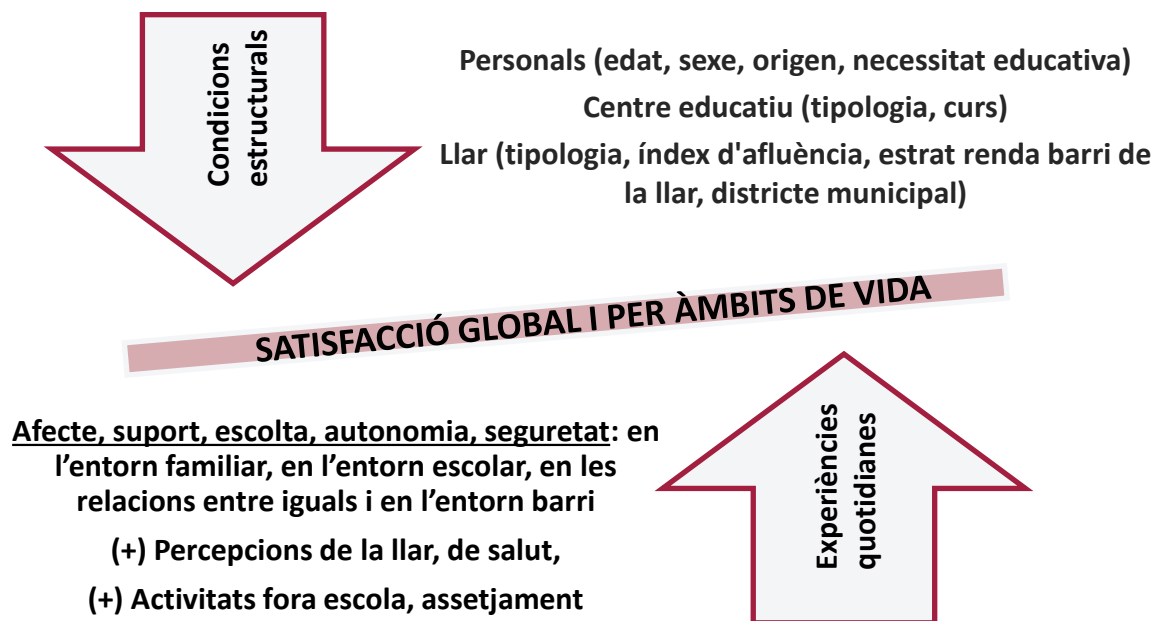 Condicions
estructurals
Personals (edat, sexe, origen, necessitat educativa)
Centre educatiu (tipologia, curs)
Llar (tipologia, índex d'afluència, estrat renda barri de
la llar, districte municipal)
SATISFACCIÓ GLOBAL I PER ÀMBITS DE VIDA
Afecte, suport, escolta, autonomia, seguretat: en
l’entorn familiar, en l’entorn escolar, en les
relacions entre iguals i en l’entorn barri
(+) Percepcions de la llar, de salut,
(+) Activitats fora escola, assetjament
Experiències
quotidianes